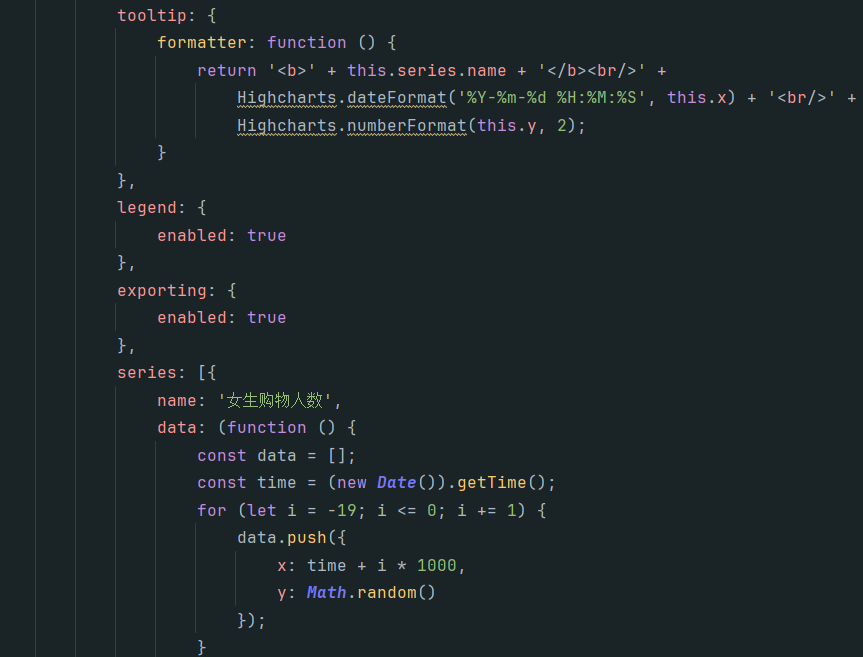 tooltip: {
formatter: function () {
return '<b>' + this.series.name + '</b><br/>' +
Highcharts.dateFormat('%Y-%m-%d %H:%M:%S', this.x) + '<br/>' +
Highcharts.numberFormat(this.y, 2);
}
},
legend: {
enabled: true
},
exporting: {
enabled: true
},
series: [{
name: '女生购物人数',
data: (function () {
const data = [];
const time = (new Date()).getTime();
for (let i = -19; i <= 0; i += 1) {
data.push({
x: time + i * 1000,
y: Math.random()
});
}